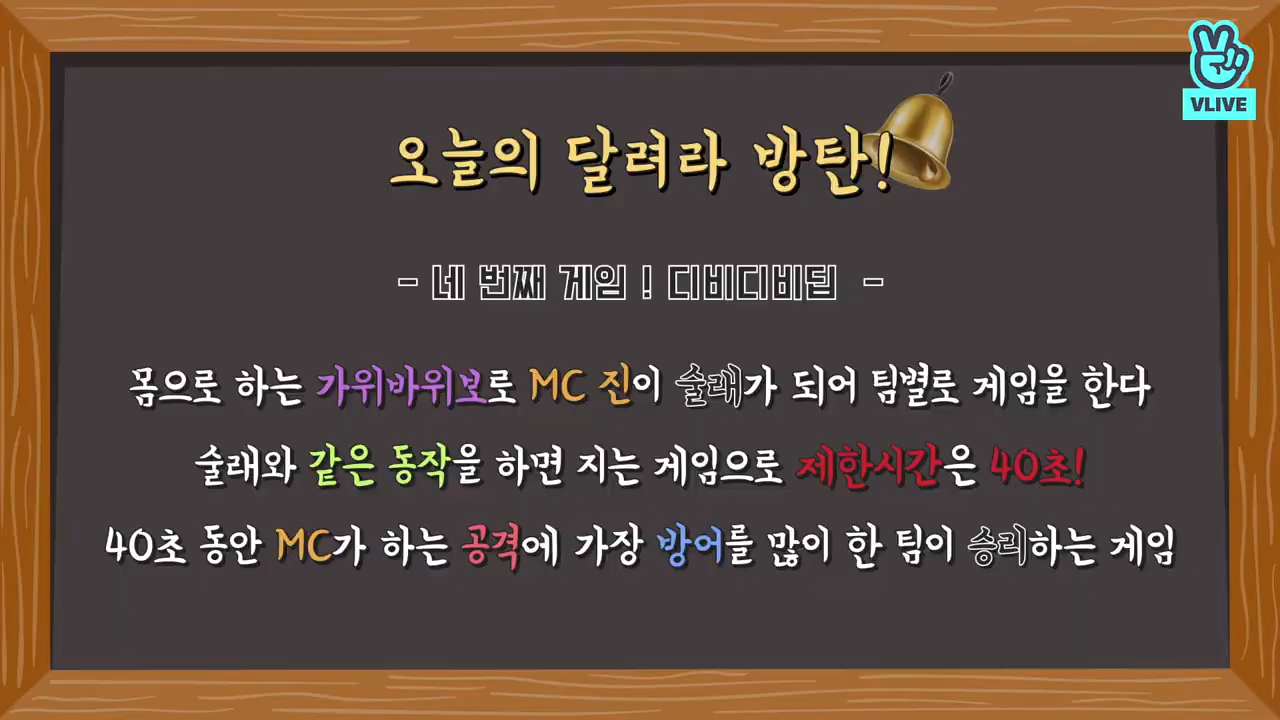 VLIVE
오늘의 달려라 방탄!
- 네 번째 게임 ! 디비디비딥 -
몸으로 하는 가위바위보로 MC 진이 술래가 되어 팀별로 게임을 한다
술래와 같은 동작을 하면 지는 게임으로 제한시간은 40초!
40초 동안 MC가 하는 공격에 가장 방어를 많이 한 팀이 승리하는 게임